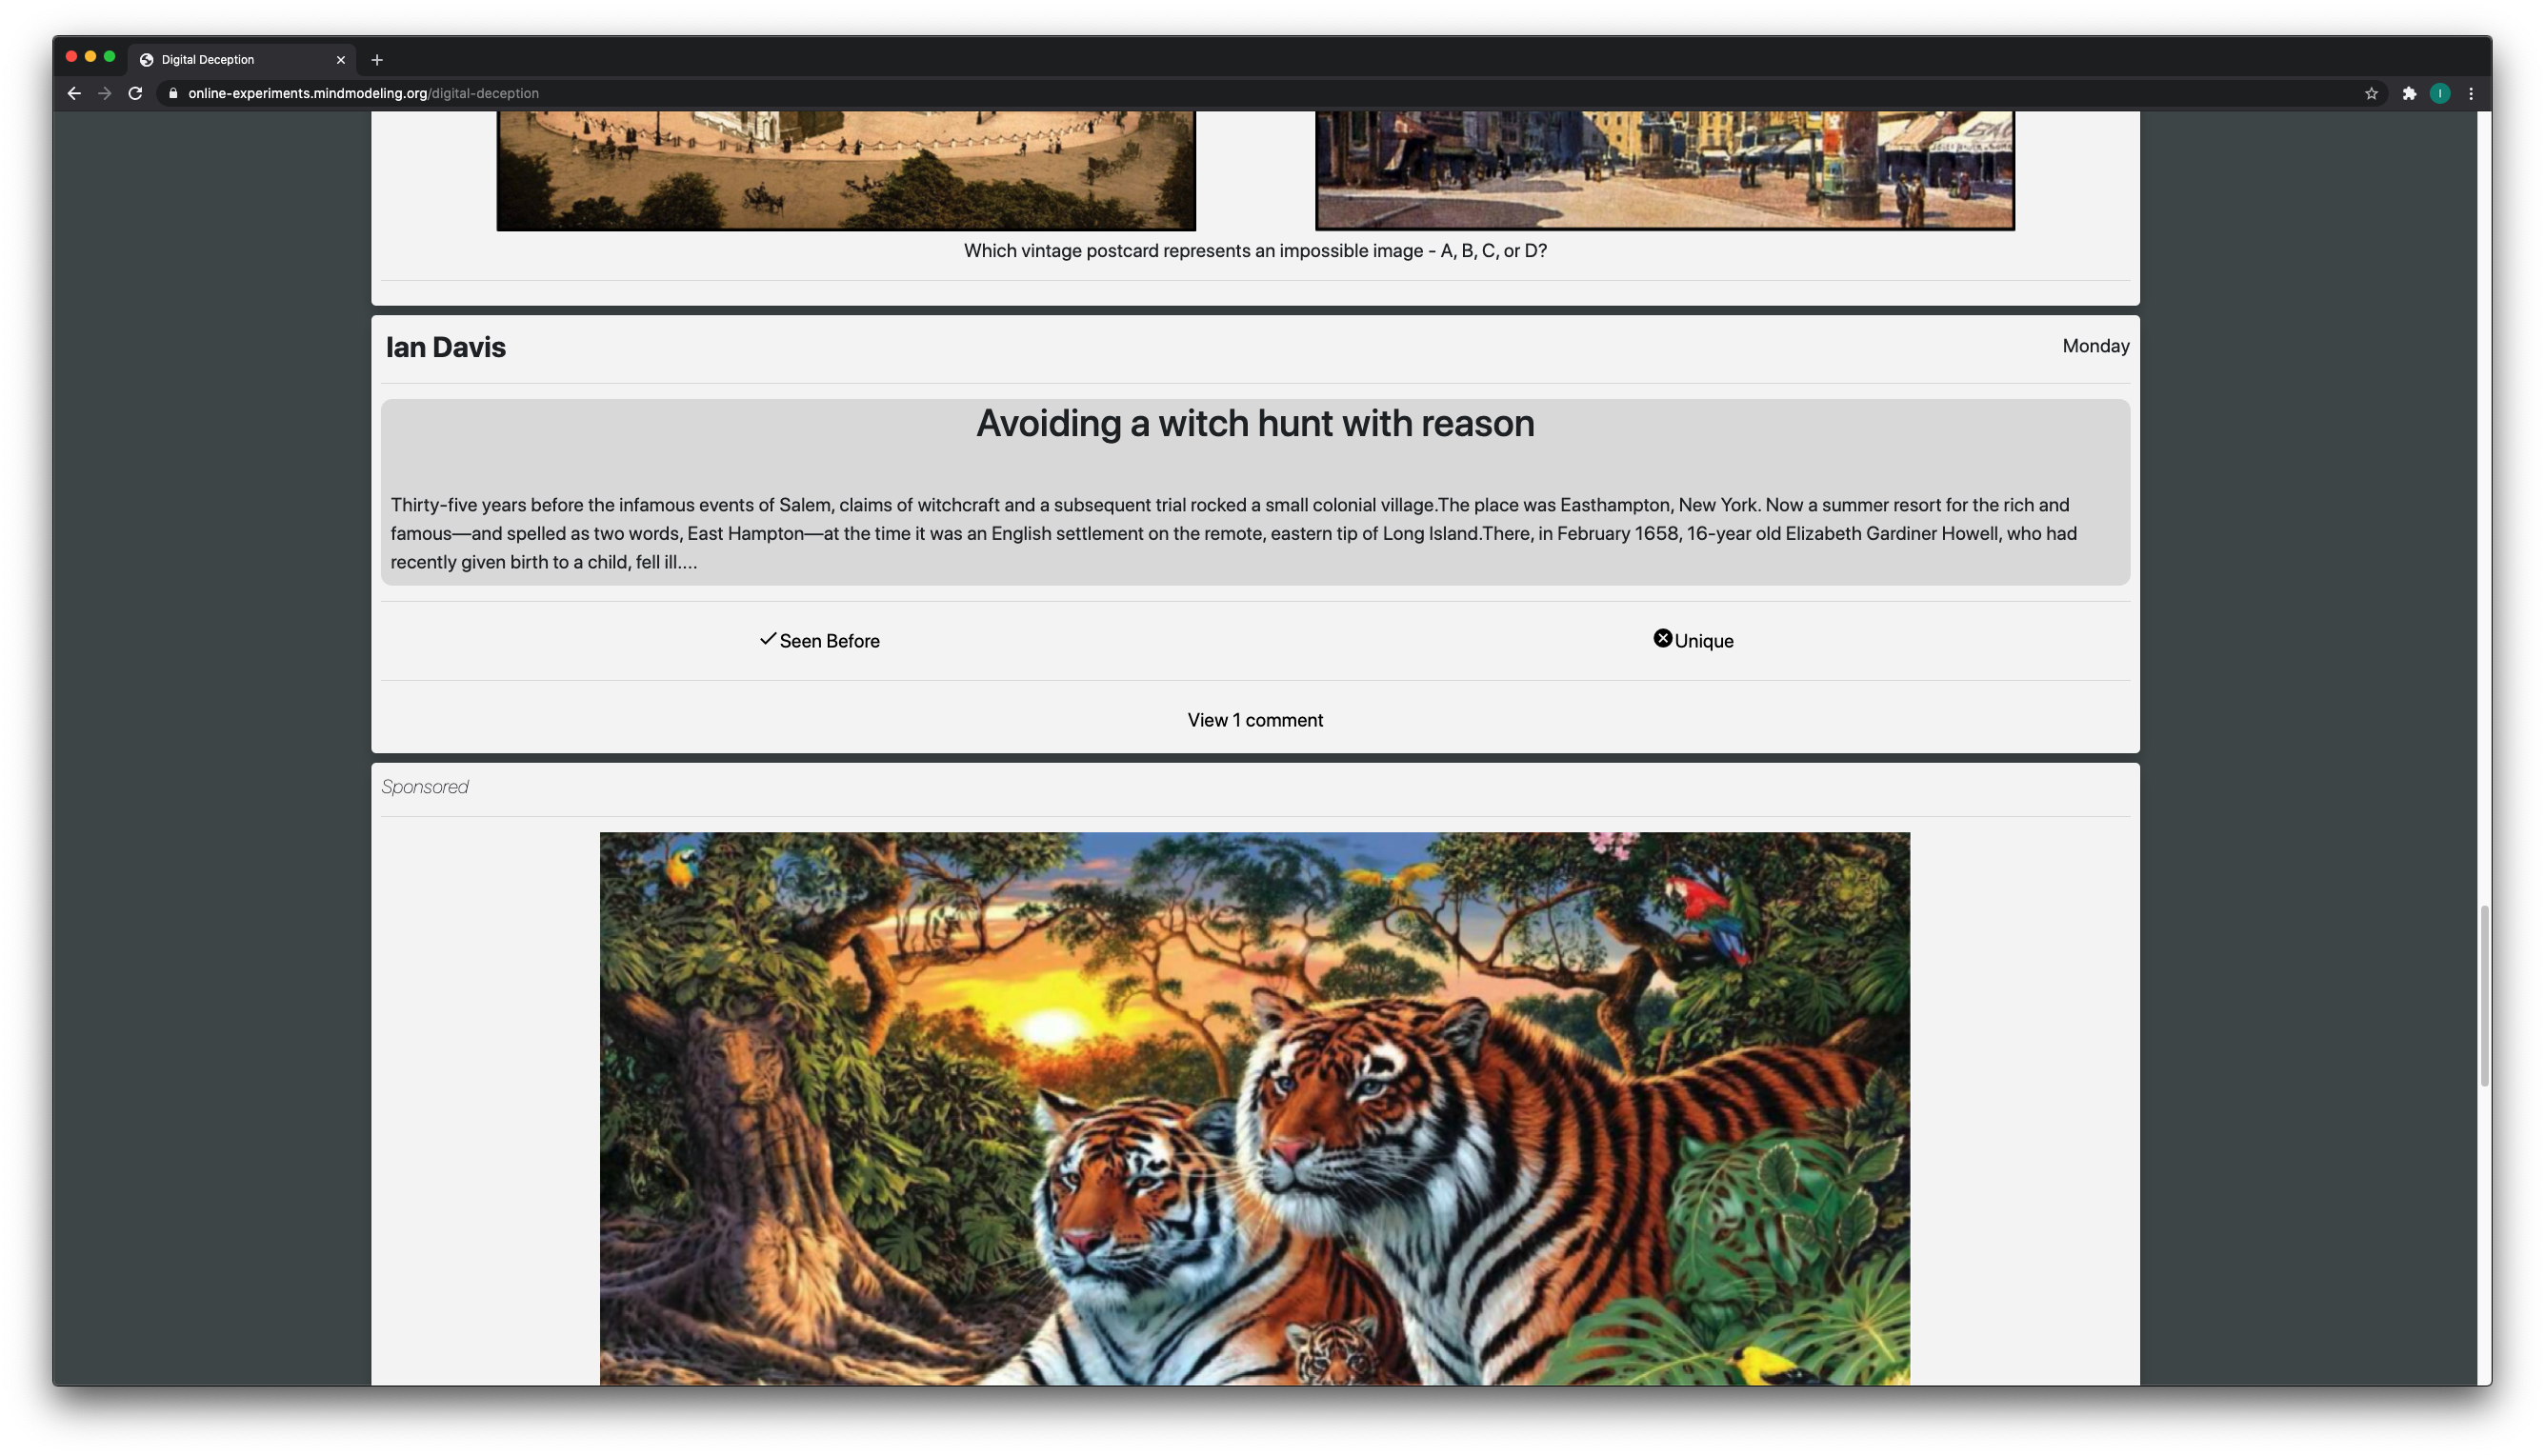 Digital Deception
online-experiments.mindmodeling.org/digital-deception
I
Which vintage postcard represents an impossible image - A, B, C, or D?
Ian Davis
Monday
Avoiding a witch hunt with reason
Thirty-five years before the infamous events of Salem, claims of witchcraft and a subsequent trial rocked a small colonial village.The place was Easthampton, New York. Now a summer resort for the rich and
famous—and spelled as two words, East Hampton—at the time it was an English settlement on the remote, eastern tip of Long Island.There, in February 1658, 16-year old Elizabeth Gardiner Howell, who had
recently given birth to a child, fell ill....
Seen Before
Unique
View 1 comment
Sponsored